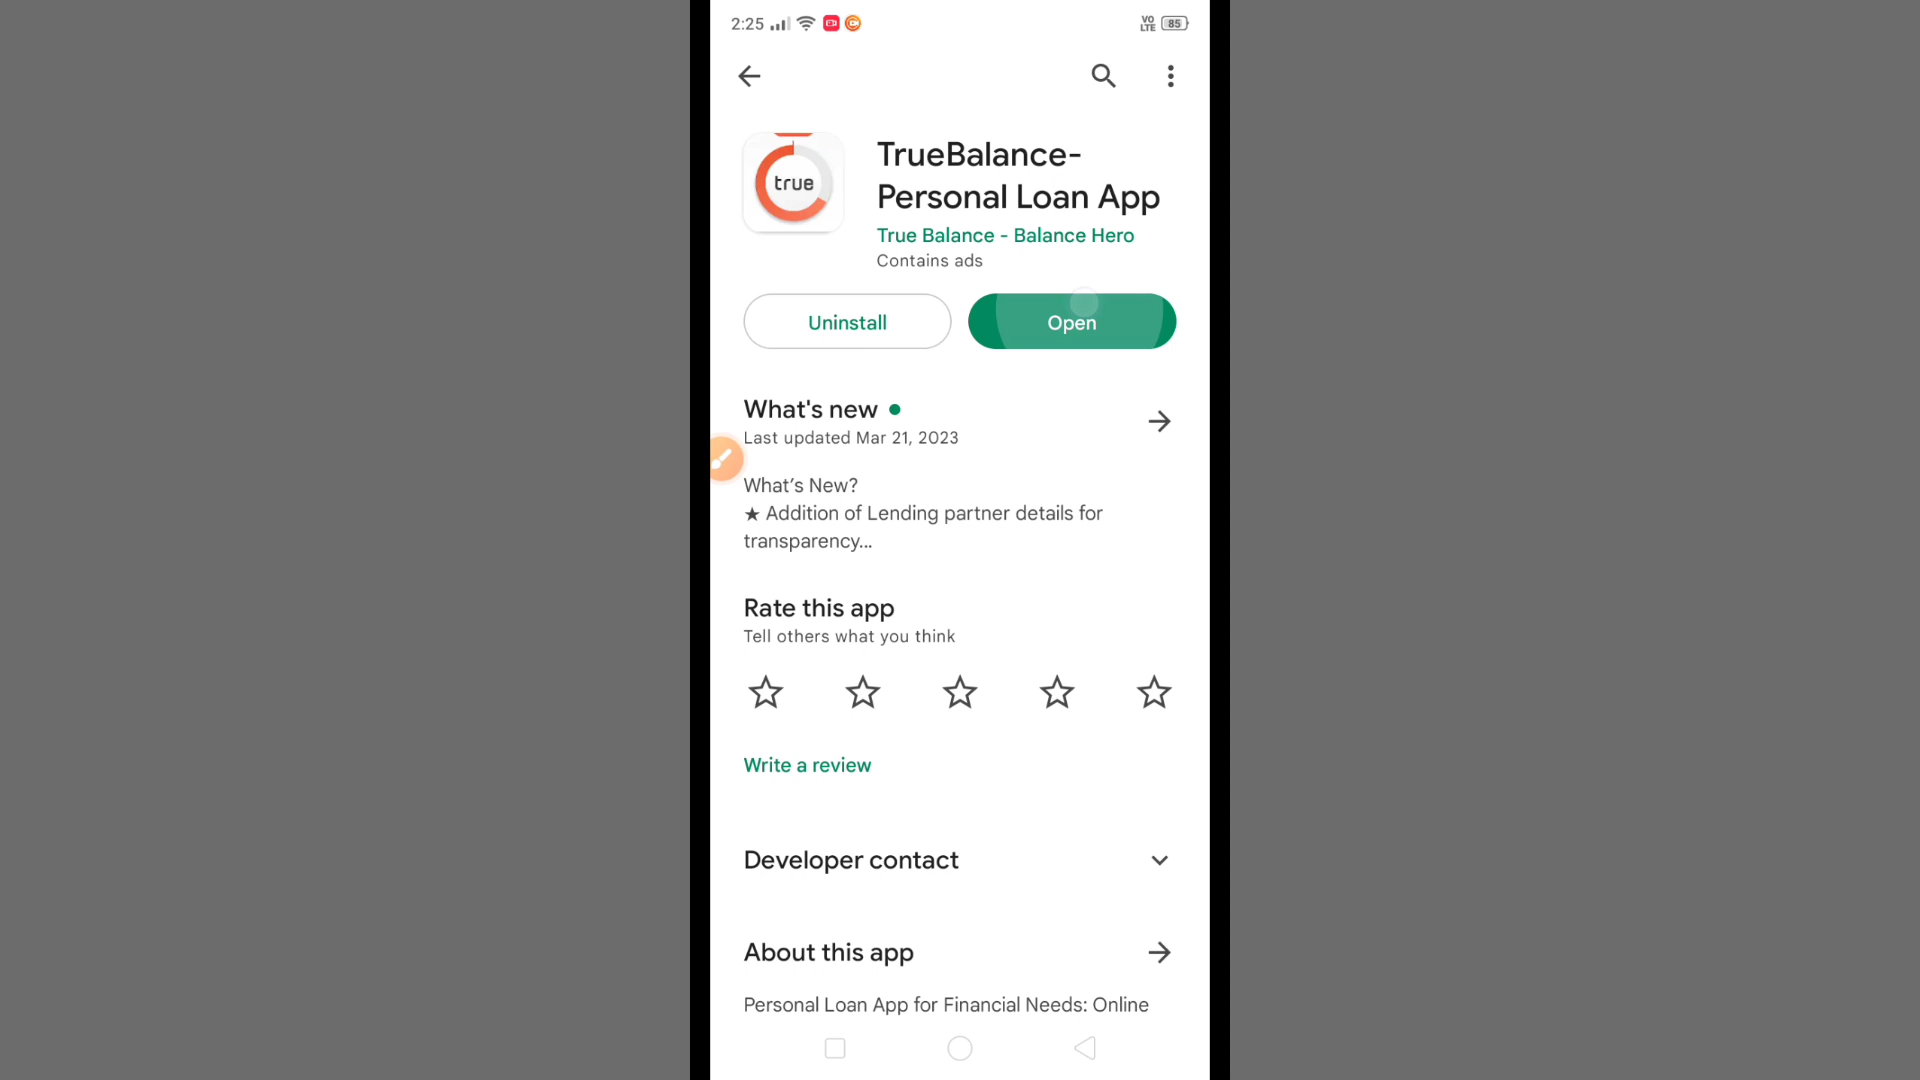 2:25
VO
LTE
85
true
TrueBalance-
Personal Loan App
True Balance - Balance Hero
Contains ads
Uninstall
Open
What's new
Last updated Mar 21, 2023
What’s New?
★ Addition of Lending partner details for
transparency...
Rate this app
Tell others what you think
Write a review
Developer contact
About this app
Personal Loan App for Financial Needs: Online